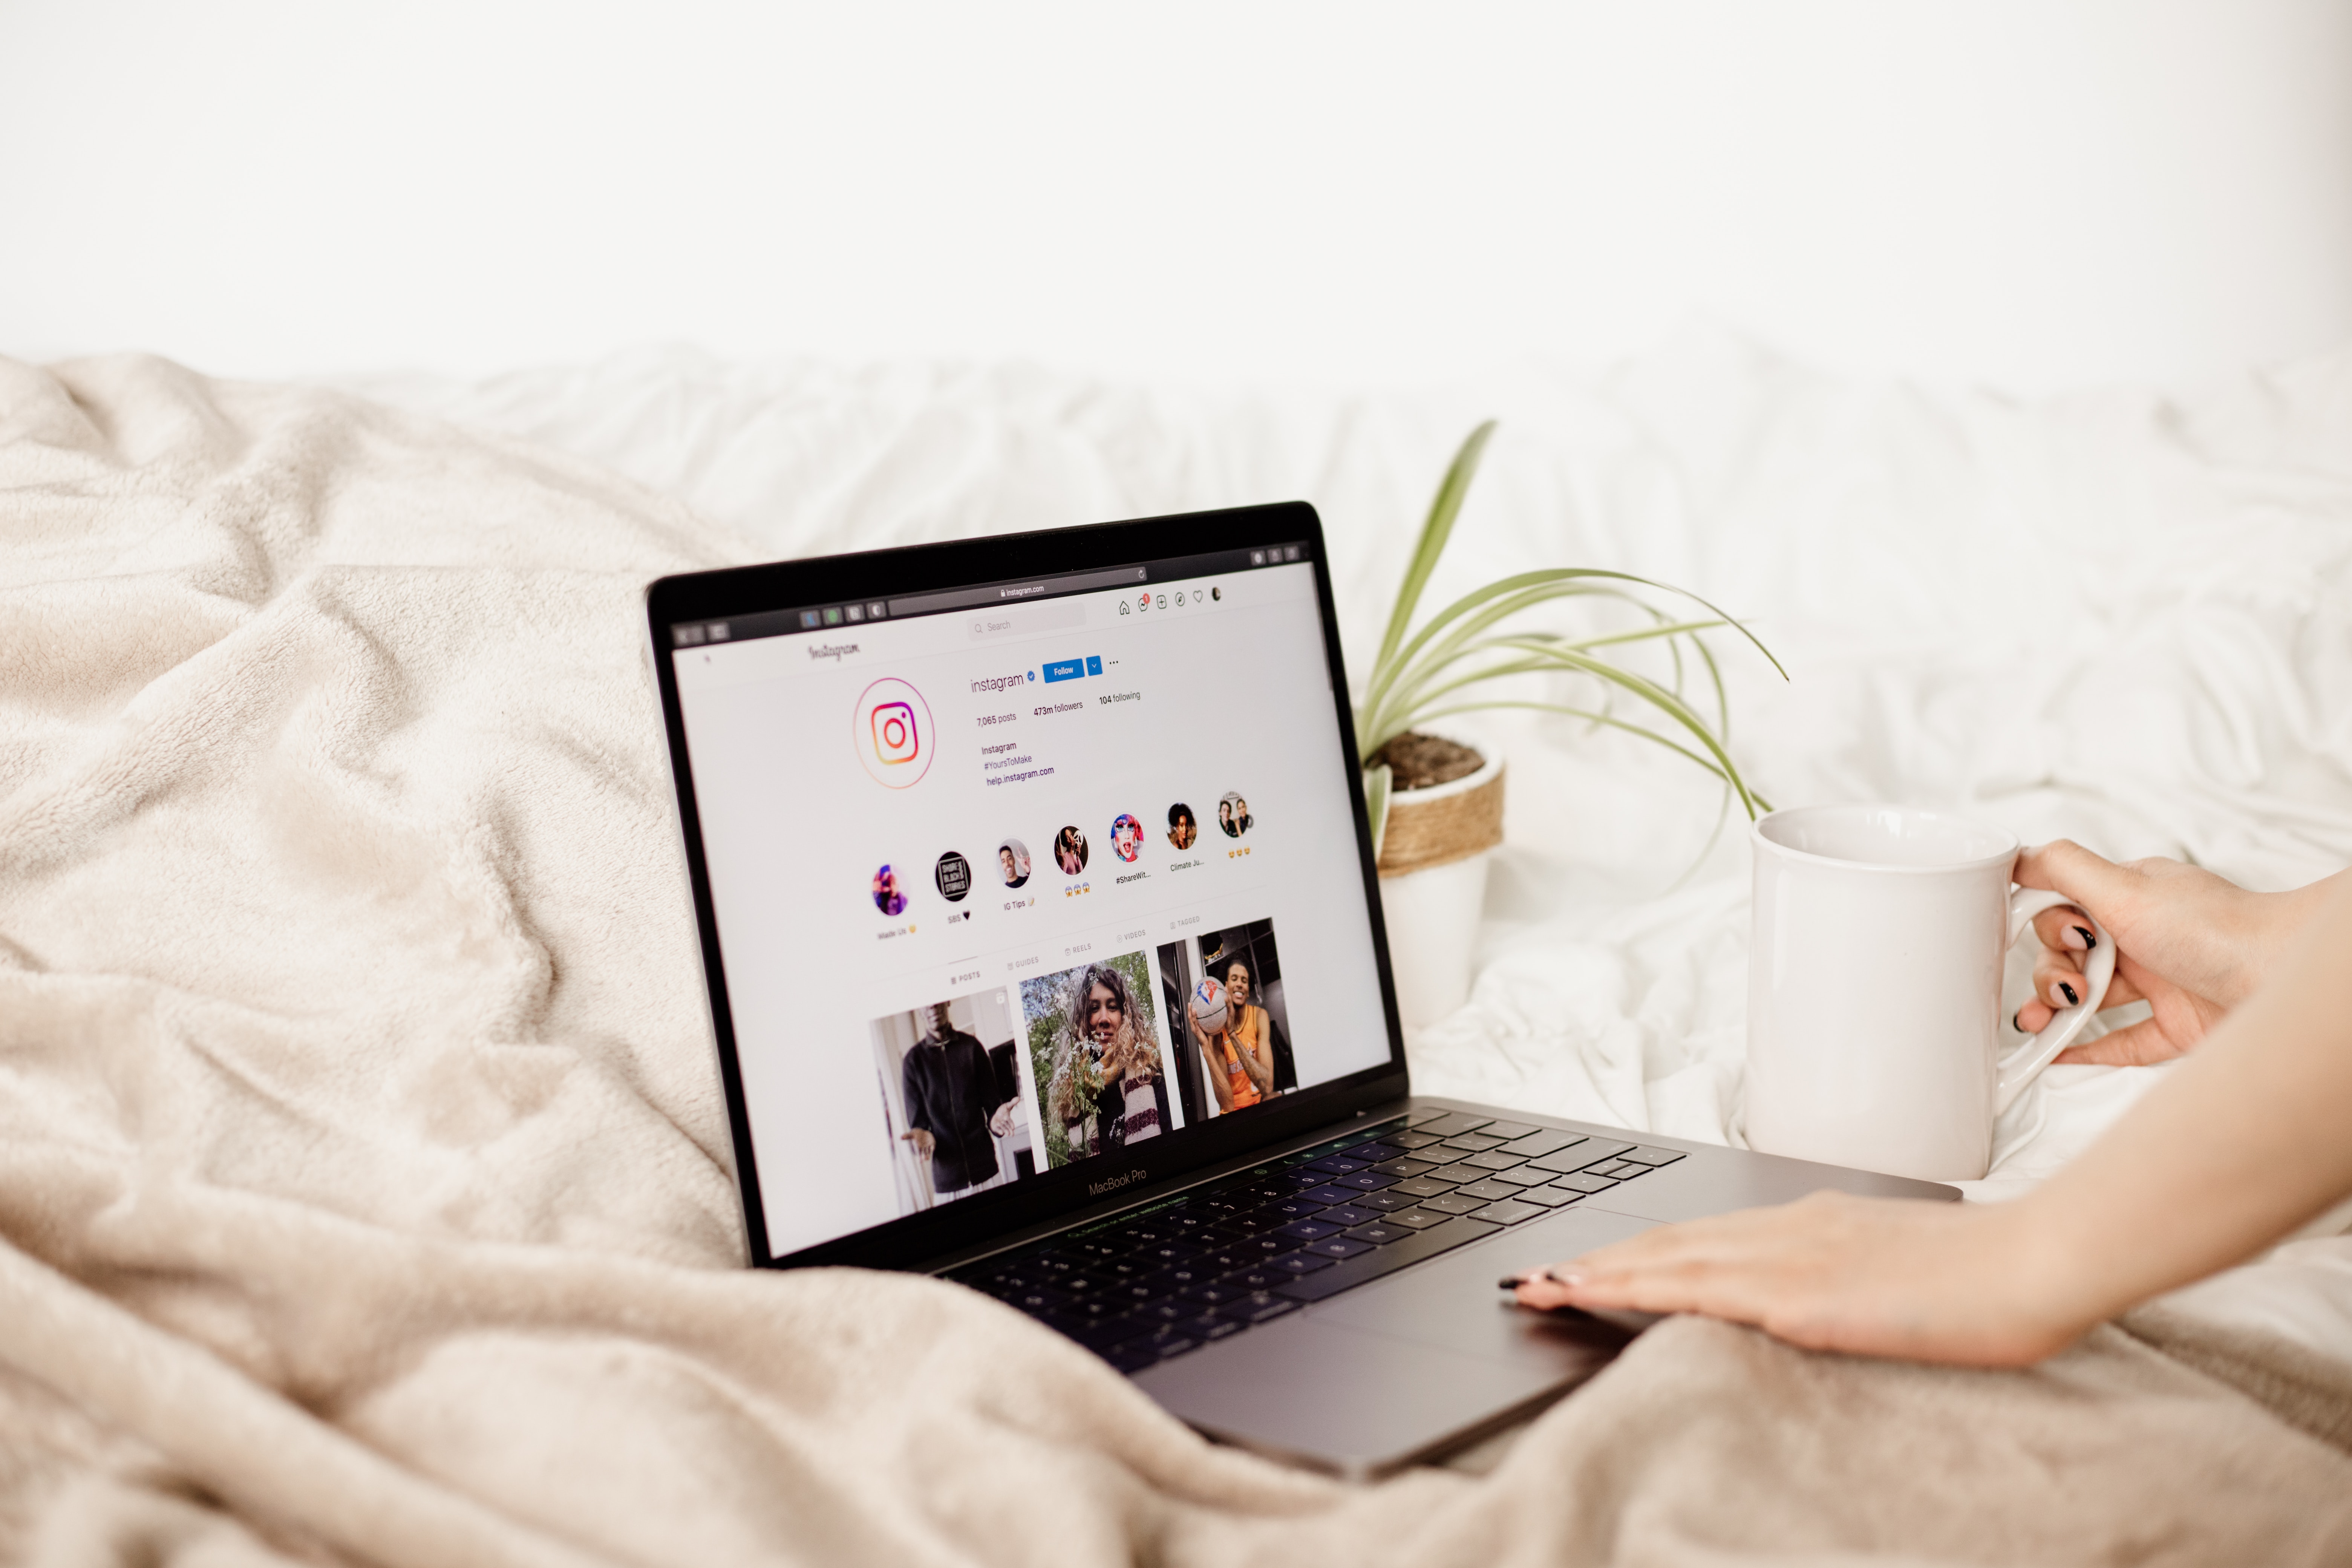 instagram.com
Instagram
Search
instagram
Follow
7,065 posts 473m followers 104 following
Instagram
#YoursToMake
help.instagram.com
Made Us 😊
SBS 🖤
IG Tips
😱😱😱
#ShareWit...
Climate Ju...
POSTS GUIDES REELS VIDEOS TAGGED
MacBook Pro